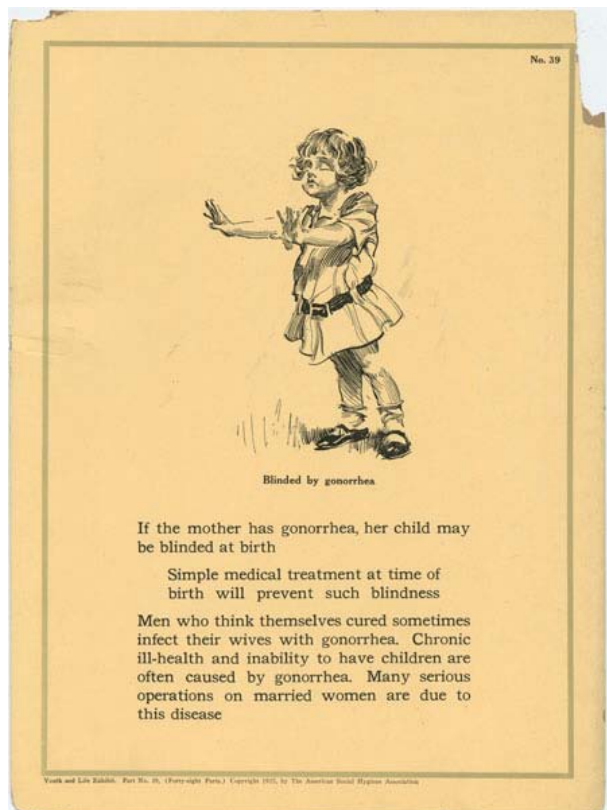 No. 39
Blinded by gonorrhea
If the mother has gonorrhea, her child may
be blinded at birth
Simple medical treatment at time of
birth will prevent such blindness
Men who think themselves cured sometimes
infect their wives with gonorrhea. Chronic
ill-health and inability to have children are
often caused by gonorrhea. Many serious
operations on married women are due to
this disease
Youth and Life Exhibit. Part No. 39, (Forty-eight Parts.) Copyright 1922, by The American Social Hygiene Association